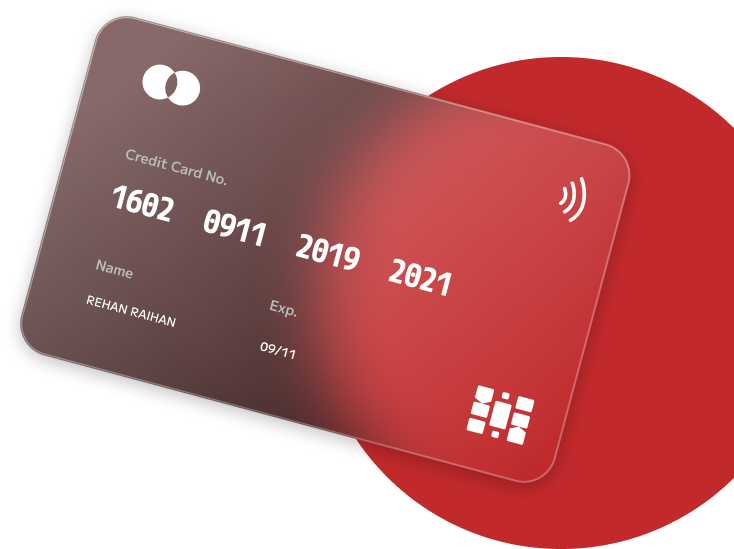 Credit Card No.
1602 0911 2019 2021
Name
REHAN RAIHAN
Exp.
09/11